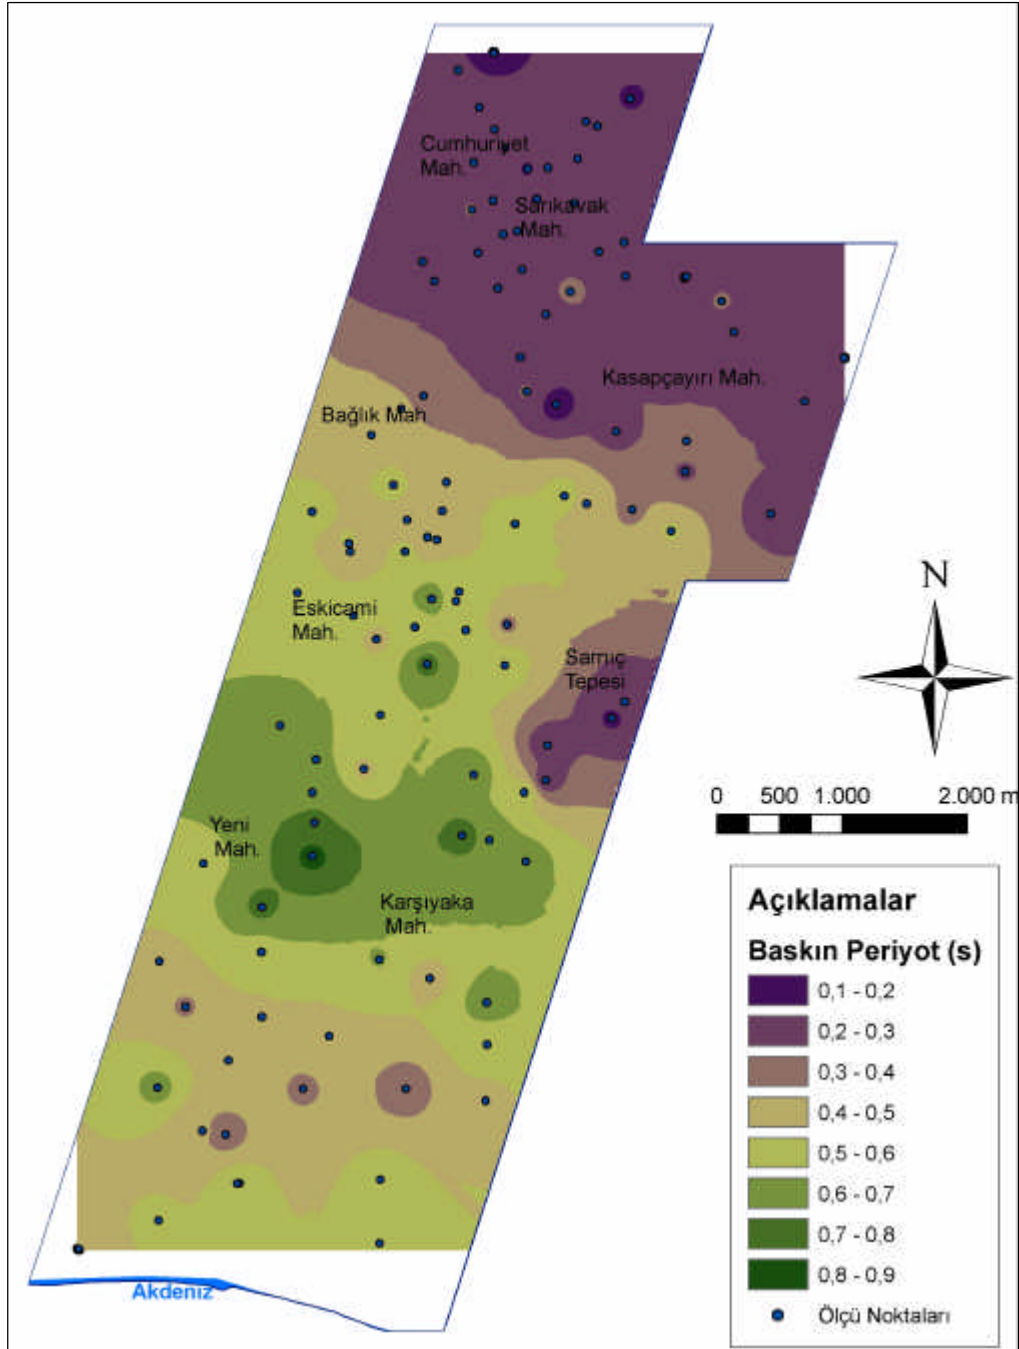 Cumhuriyet
Mah.
Sarıkavak
Mah.
Kasapçayırı Mah.
Bağlık Mah
Eskicami
Mah.
Sarnıç
Tepesi
N
0 500 1.000 2.000 m
Yeni
Mah.
Karşıyaka
Mah.
Açıklamalar
Baskın Periyot (s)
0,1 - 0,2
0,2 - 0,3
0,3 - 0,4
0,4 - 0,5
0,5 - 0,6
0,6 - 0,7
0,7 - 0,8
0,8 - 0,9
Ölçü Noktaları
Akdeniz